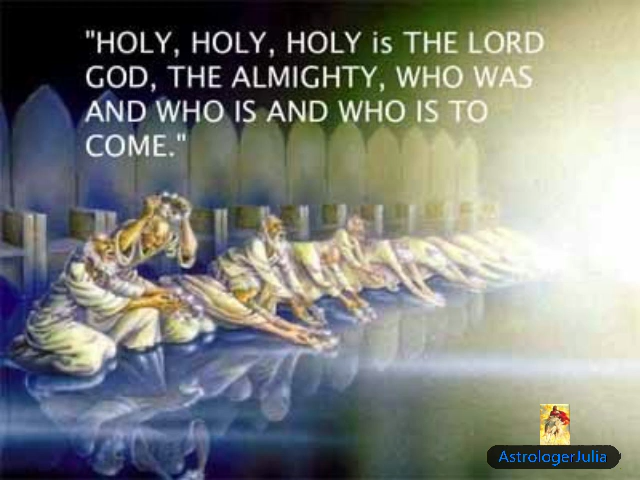 "HOLY, HOLY, HOLY is THE LORD
GOD, THE ALMIGHTY, WHO WAS
AND WHO IS AND WHO IS TO
COME."
AstrologerJulia